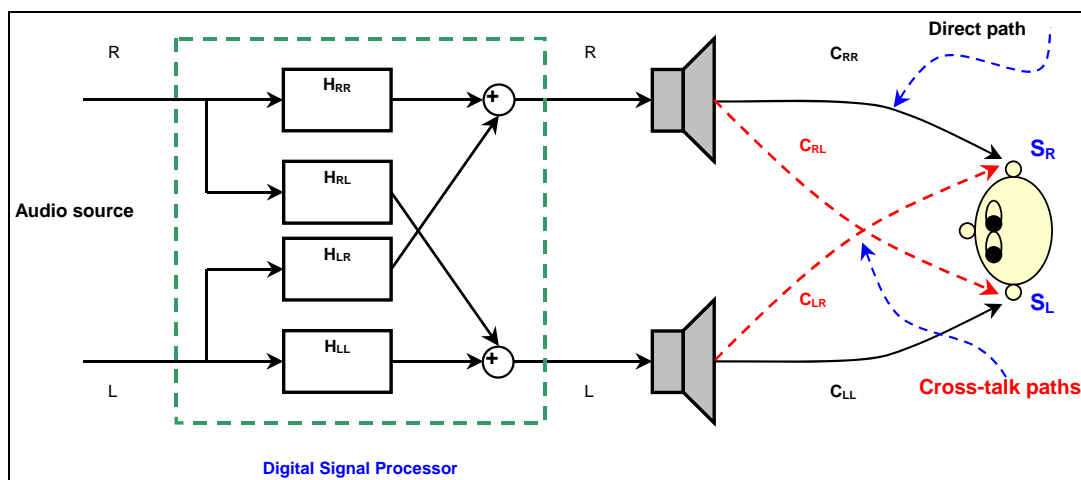 Direct path
R
R
C_RR
H_RR
+
C_RL
S_R
H_RL
Audio source
H_LR
C_LR
S_L
H_LL
+
L
L
C_LL
Cross-talk paths
Digital Signal Processor